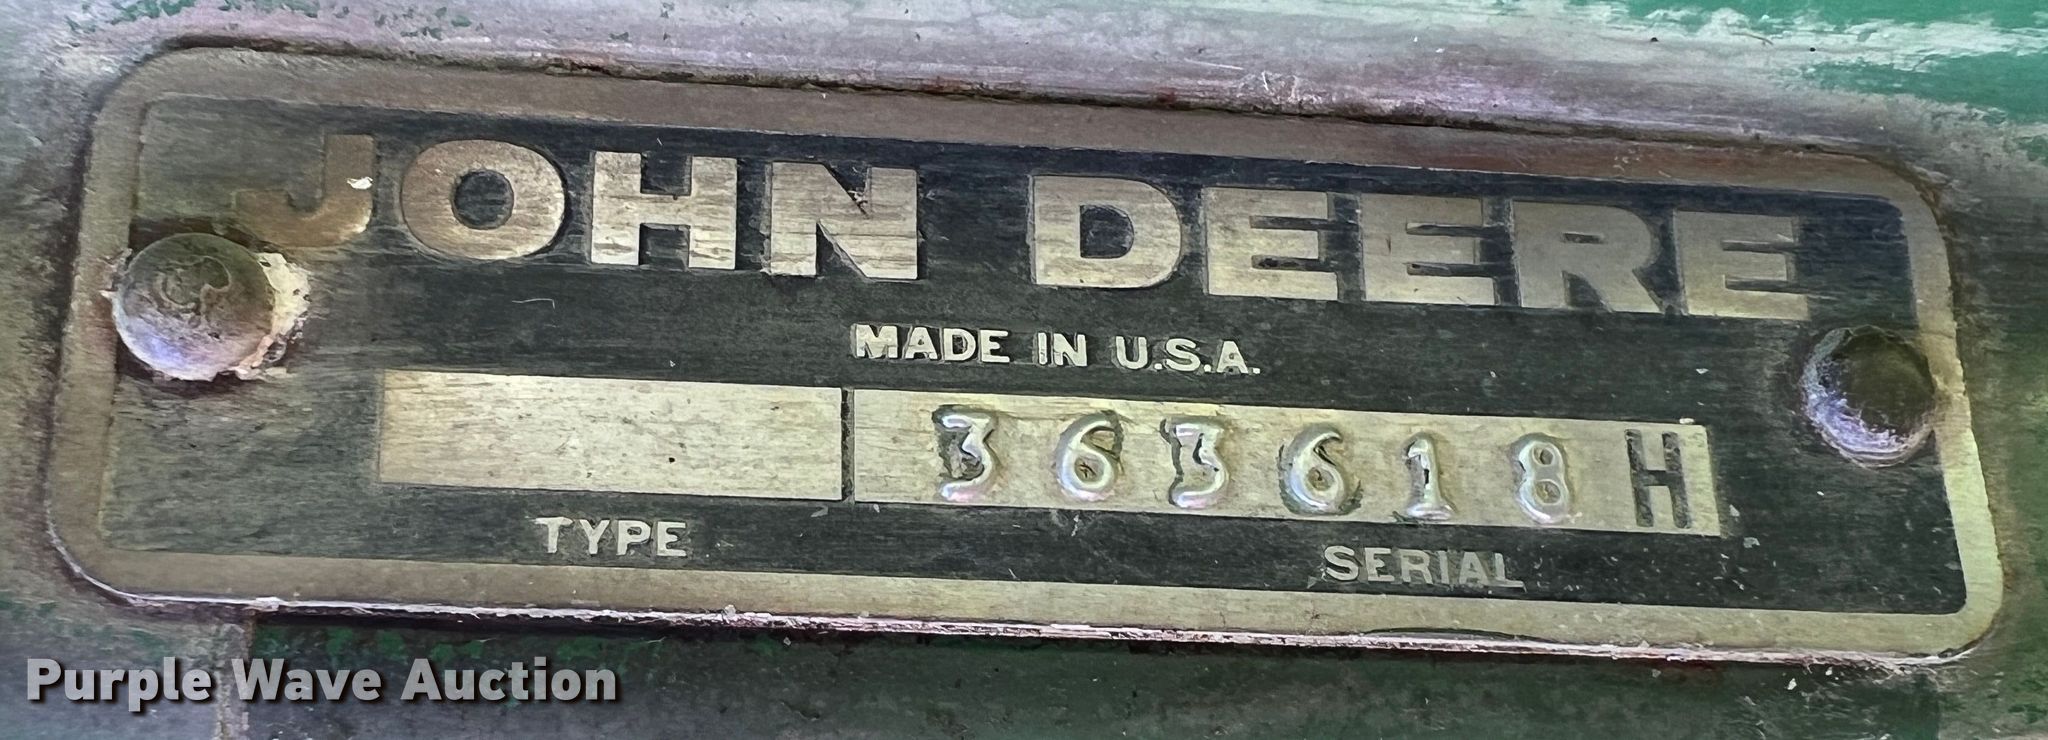 JOHN DEERE
MADE IN U.S.A.
363618H
TYPE SERIAL
Purple Wave Auction